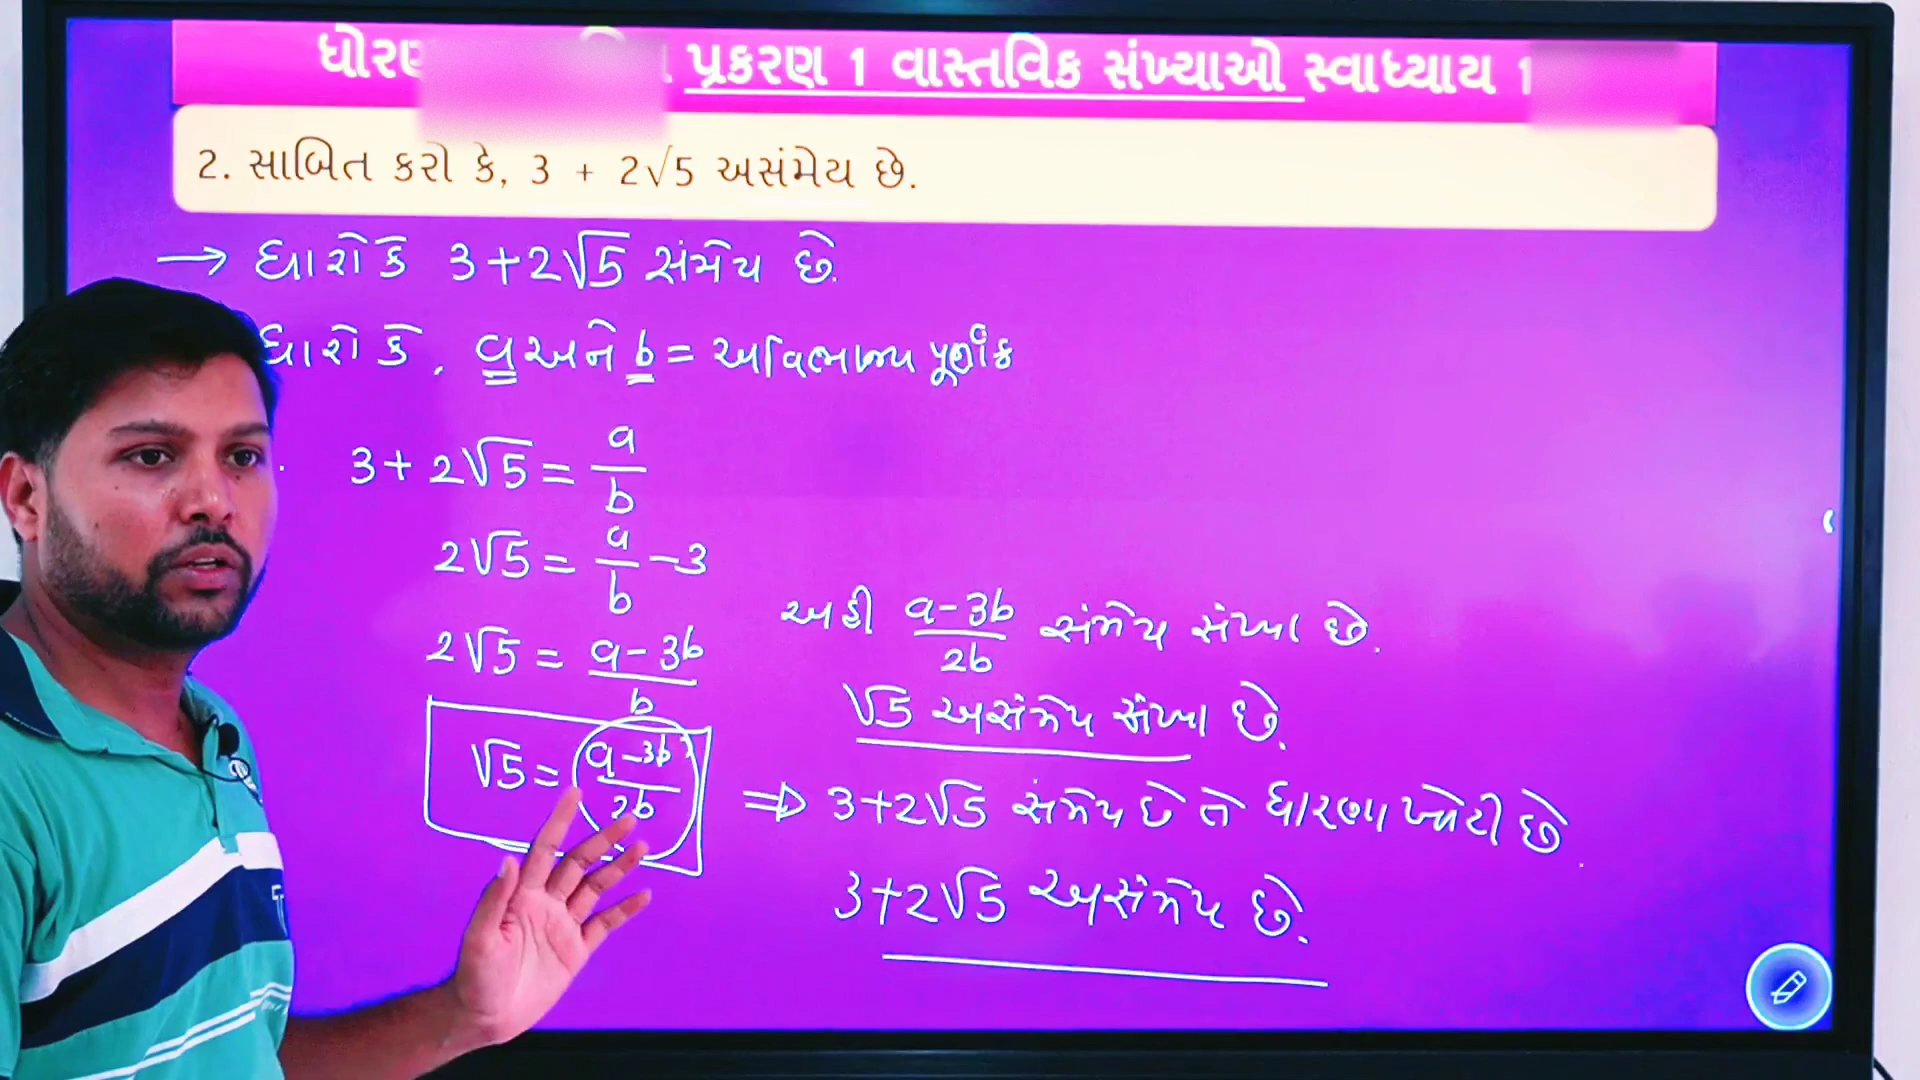 પ્રકરણ 1 વાસ્તવિક સંખ્યાઓ સ્વાધ્યાય 1
2. સાબિત કરો કે, 3 + 2√5 અસંમેય છે.
→ ધારો કે 3+2√5 સંમેય છે.
ધારો કે, a અને b = અવિભાજ્ય પૂર્ણાંક
3+2√5 = a/b
2√5 = a/b - 3
2√5 = a-3b/b
√5 = a-3b/2b
અહી a-3b/2b સંમેય સંખ્યા છે.
√5 અસંમેય સંખ્યા છે.
⇒ 3+2√5 સંમેય છે તે ધારણા ખોટી છે.
3+2√5 અસંમેય છે.